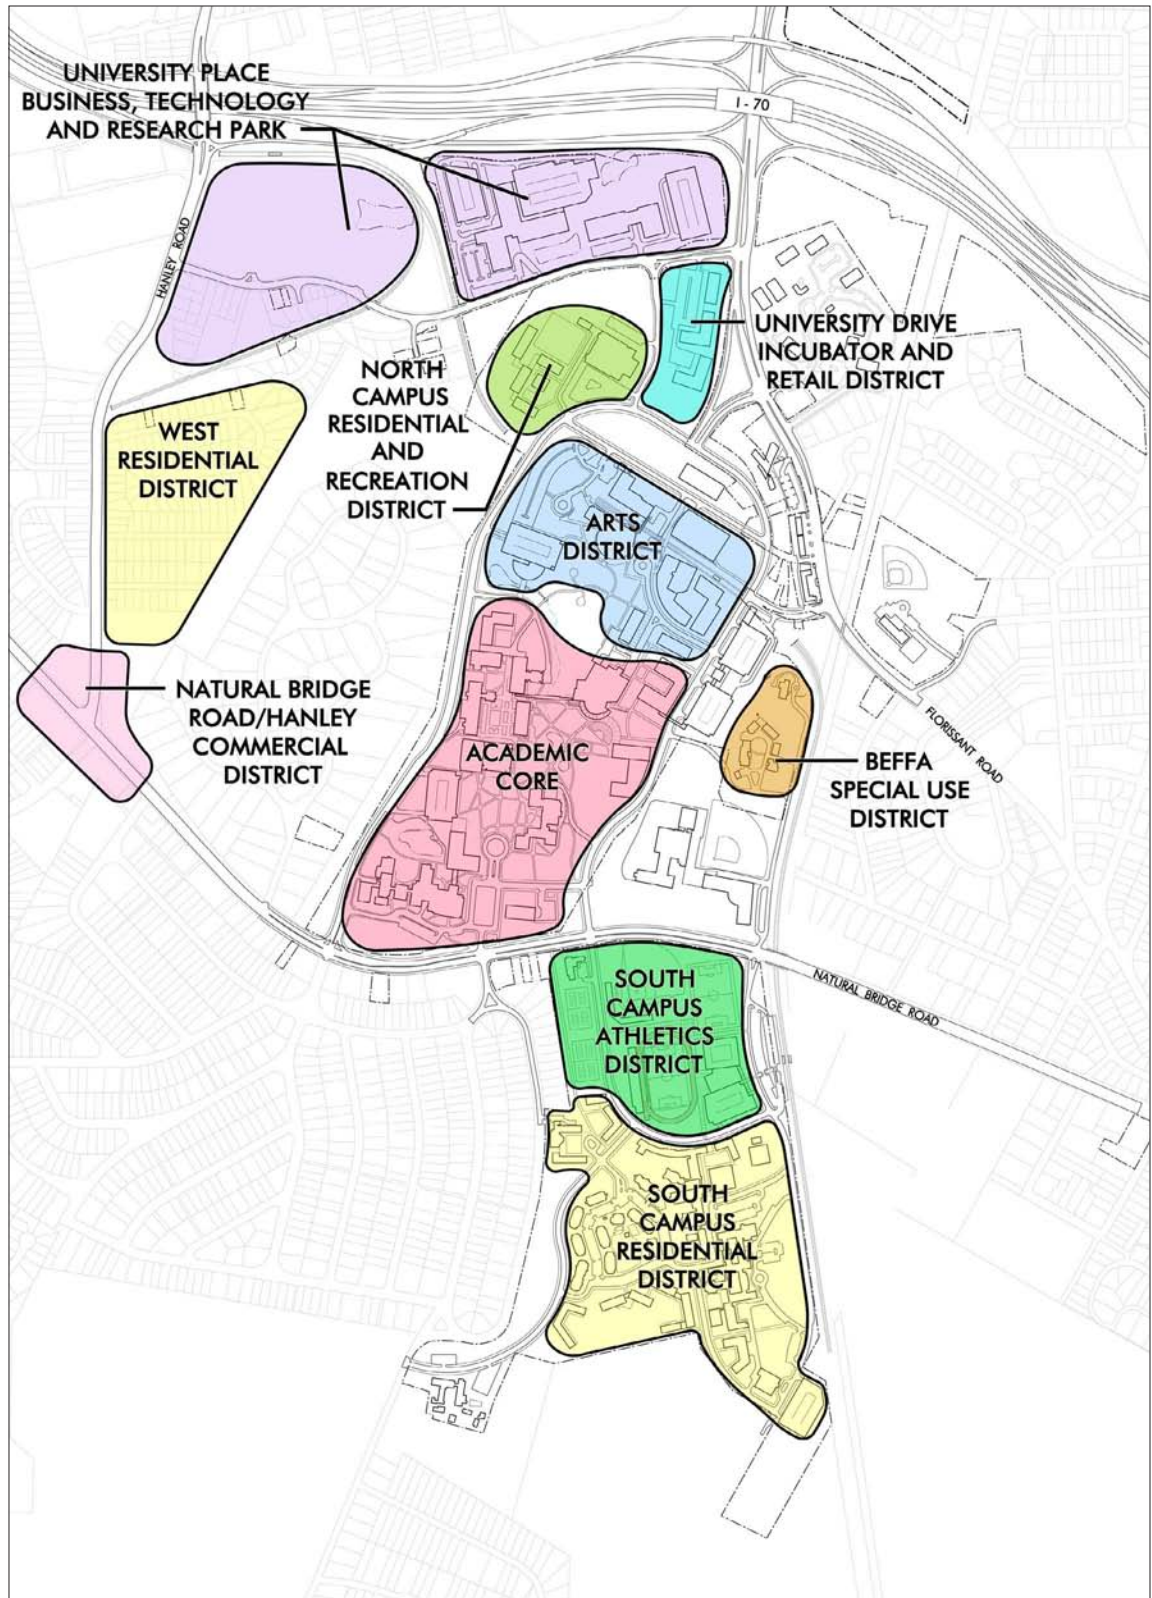 I - 70
UNIVERSITY PLACE
BUSINESS, TECHNOLOGY
AND RESEARCH PARK
HANLEY ROAD
UNIVERSITY DRIVE
INCUBATOR AND
RETAIL DISTRICT
NORTH
CAMPUS
RESIDENTIAL
AND
RECREATION
DISTRICT
WEST
RESIDENTIAL
DISTRICT
ARTS
DISTRICT
NATURAL BRIDGE
ROAD/HANLEY
COMMERCIAL
DISTRICT
ACADEMIC
CORE
FLORISSANT ROAD
BEFFA
SPECIAL USE
DISTRICT
SOUTH
CAMPUS
ATHLETICS
DISTRICT
NATURAL BRIDGE ROAD
SOUTH
CAMPUS
RESIDENTIAL
DISTRICT